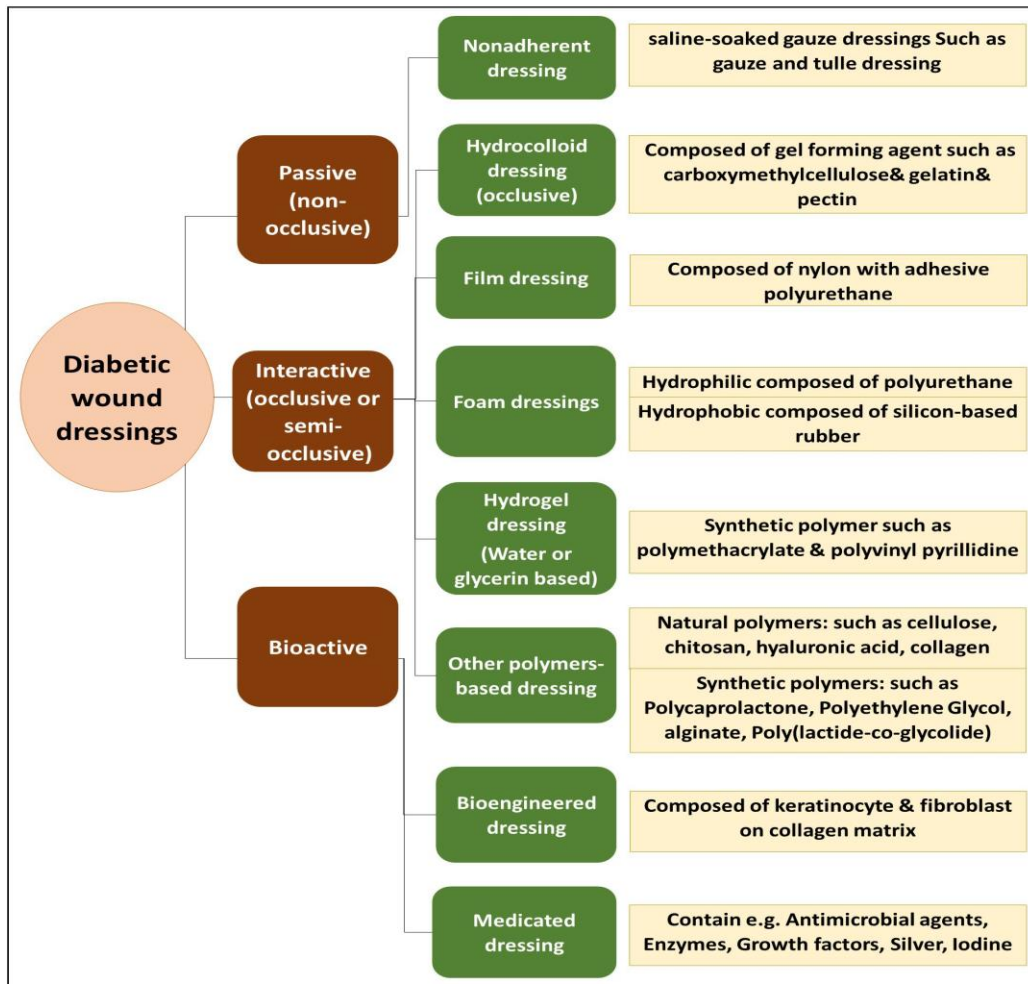 Diabetic
wound
dressings
Passive
(non-
occlusive)
Interactive
(occlusive or
semi-
occlusive)
Bioactive
Nonadherent
dressing
saline-soaked gauze dressings Such as
gauze and tulle dressing
Hydrocolloid
dressing
(occlusive)
Composed of gel forming agent such as
carboxymethylcellulose& gelatin&
pectin
Film dressing
Composed of nylon with adhesive
polyurethane
Foam dressings
Hydrophilic composed of polyurethane
Hydrophobic composed of silicon-based
rubber
Hydrogel
dressing
(Water or
glycerin based)
Synthetic polymer such as
polymethacrylate & polyvinyl pyrillidine
Other polymers-
based dressing
Natural polymers: such as cellulose,
chitosan, hyaluronic acid, collagen
Synthetic polymers: such as
Polycaprolactone, Polyethylene Glycol,
alginate, Poly(lactide-co-glycolide)
Bioengineered
dressing
Composed of keratinocyte & fibroblast
on collagen matrix
Medicated
dressing
Contain e.g. Antimicrobial agents,
Enzymes, Growth factors, Silver, Iodine